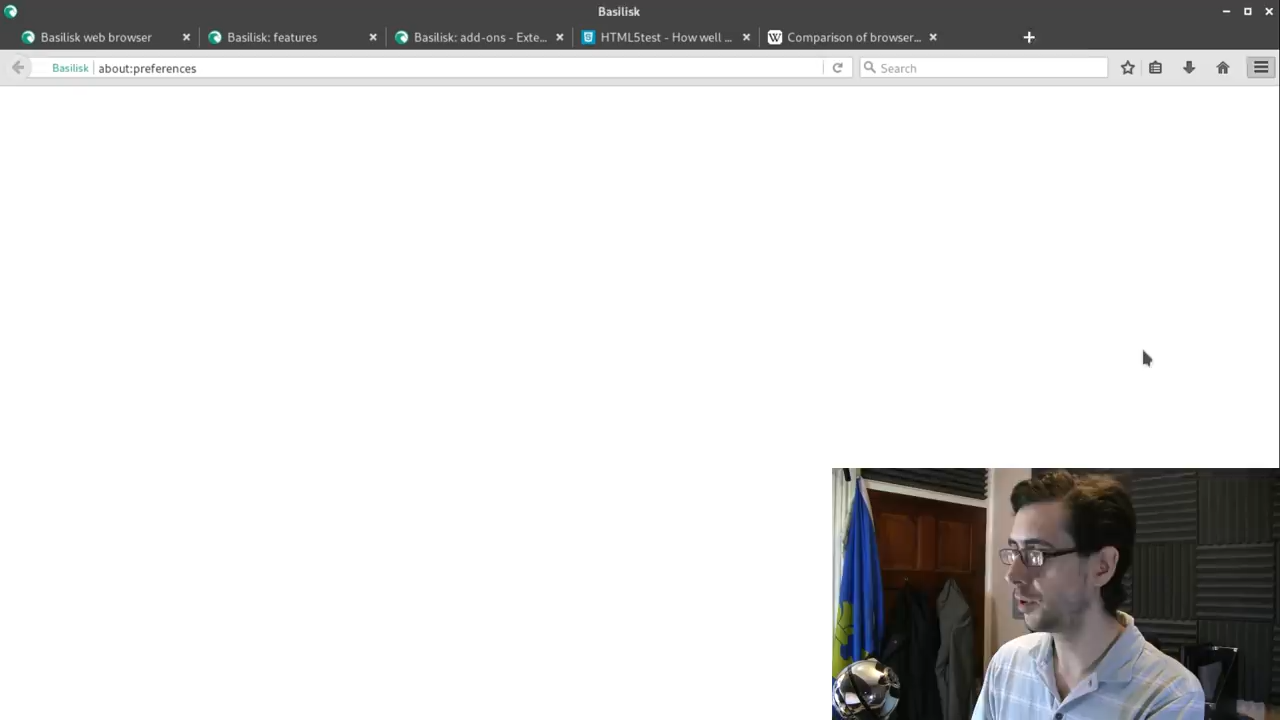 Basilisk
Basilisk web browser
Basilisk: features
Basilisk: add-ons - Exte...
HTML5test - How well ...
W Comparison of browser...
Basilisk about:preferences
Search